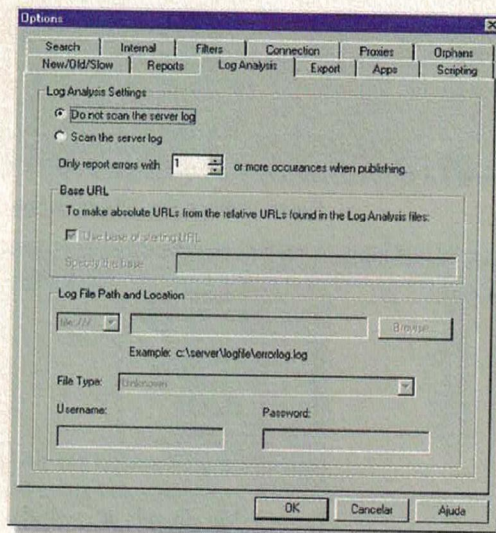 Options
Search Internal Filters Connection Proxies Orphans
New/Old/Slow Reports Log Analysis Export Apps Scripting
Log Analysis Settings
Do not scan the server log
Scan the server log
Only report errors with 1 or more occurances when publishing.
Base URL
To make absolute URLs from the relative URLs found in the Log Analysis files:
Use base of starting URL
Specify the base
Log File Path and Location
file:/// Browse...
Example: c:\server\logfile\errorlog.log
File Type: Unknown
Username: Password:
OK Cancelar Ajuda